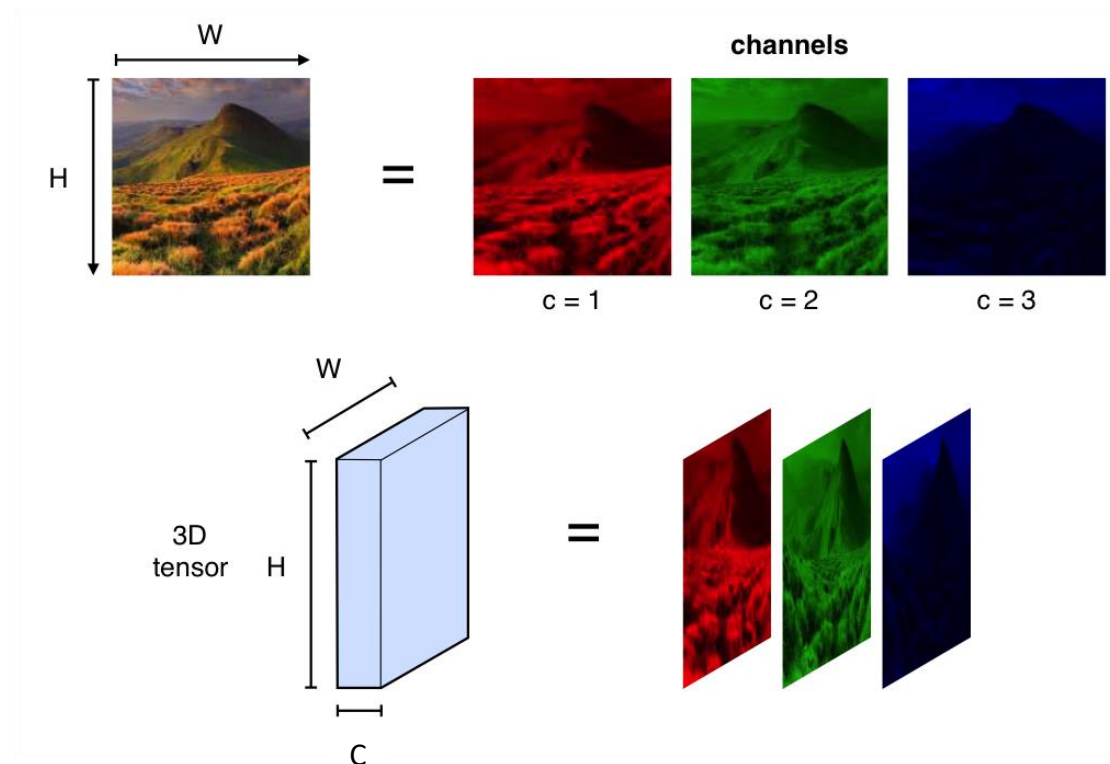 W
channels
H
=
c = 1
c = 2
c = 3
W
3D
tensor
H
=
C